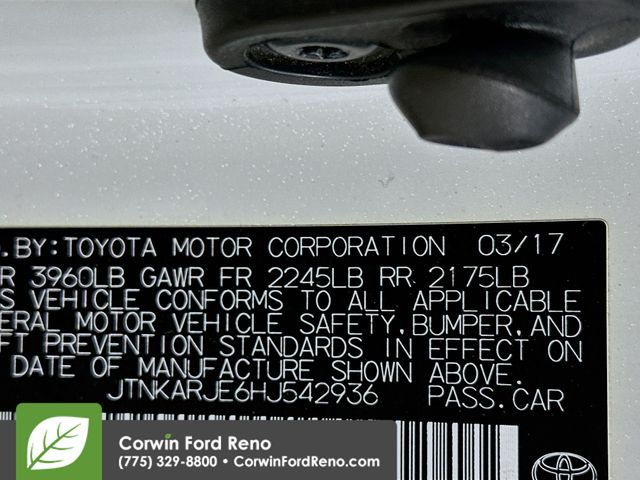 D.BY:TOYOTA MOTOR CORPORATION 03/17
R 3960LB GAWR FR 2245LB RR 2175LB
S VEHICLE CONFORMS TO ALL APPLICABLE
ERAL MOTOR VEHICLE SAFETY,BUMPER,AND
FT PREVENTION STANDARDS IN EFFECT ON
DATE OF MANUFACTURE SHOWN ABOVE.
JTNKARJE6HJ542936 PASS.CAR
Corwin Ford Reno
(775) 329-8800 • CorwinFordReno.com